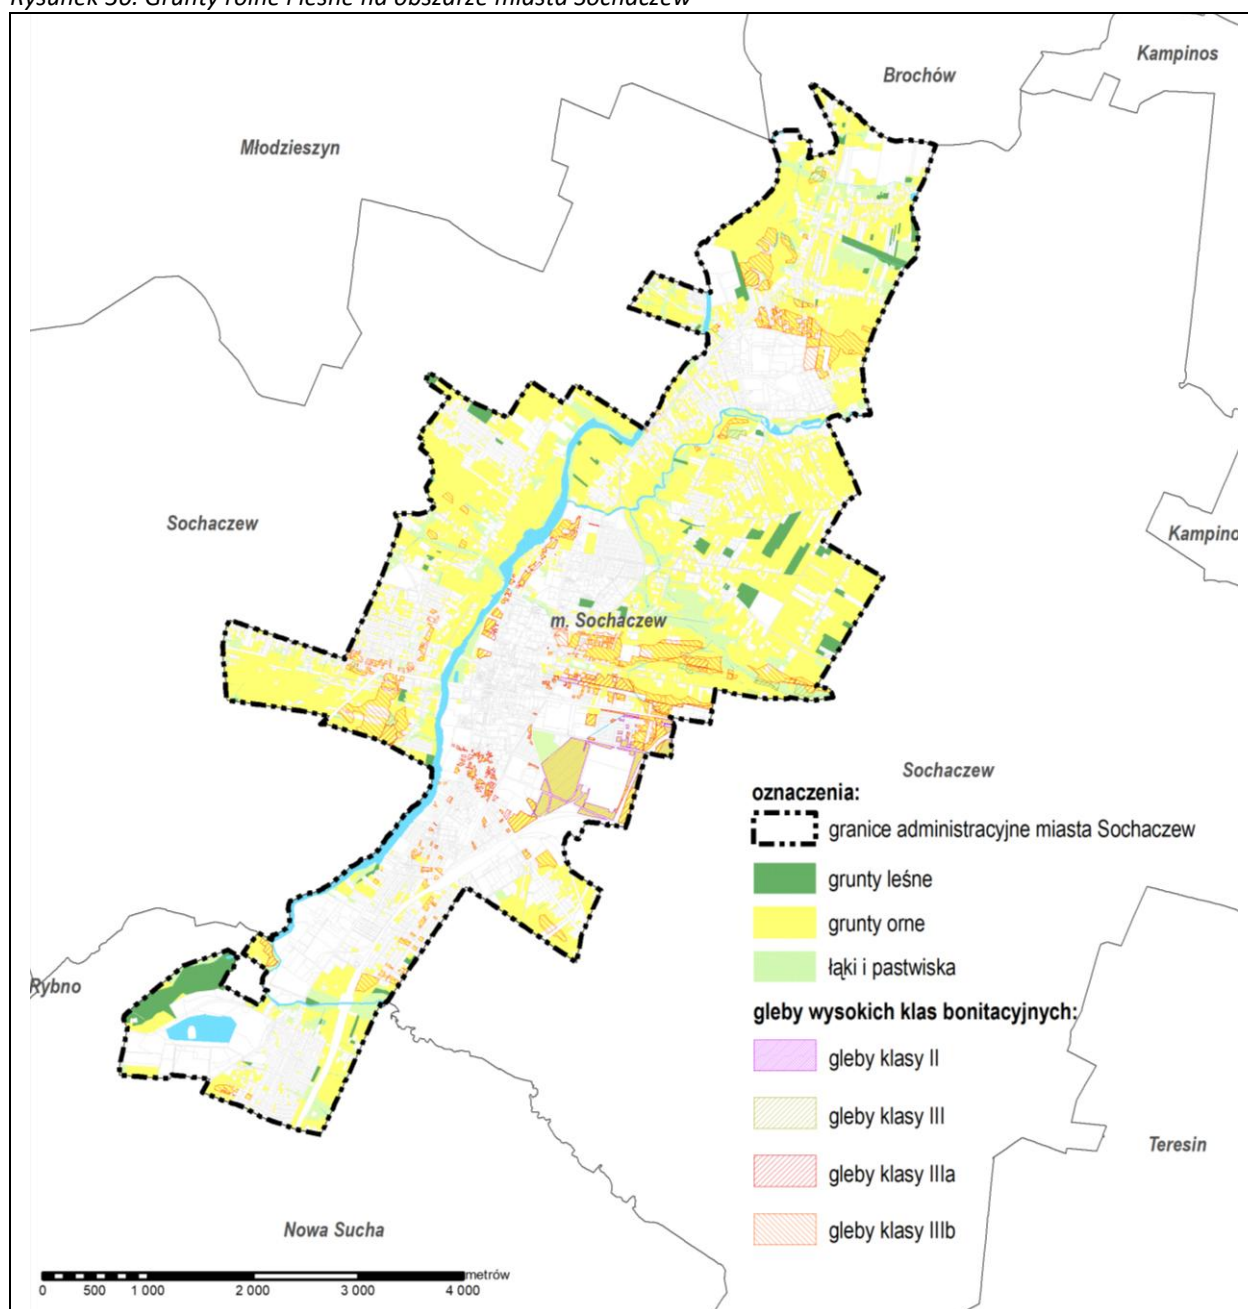 Kampinos
Brochów
Młodzieszyn
Sochaczew
Kampino
m. Sochaczew
Sochaczew
oznaczenia:
granice administracyjne miasta Sochaczew
grunty leśne
grunty orne
łąki i pastwiska
Rybno
gleby wysokich klas bonitacyjnych:
gleby klasy II
gleby klasy III
Teresin
gleby klasy IIIa
gleby klasy IIIb
Nowa Sucha
metrów
0 500 1 000 2 000 3 000 4 000